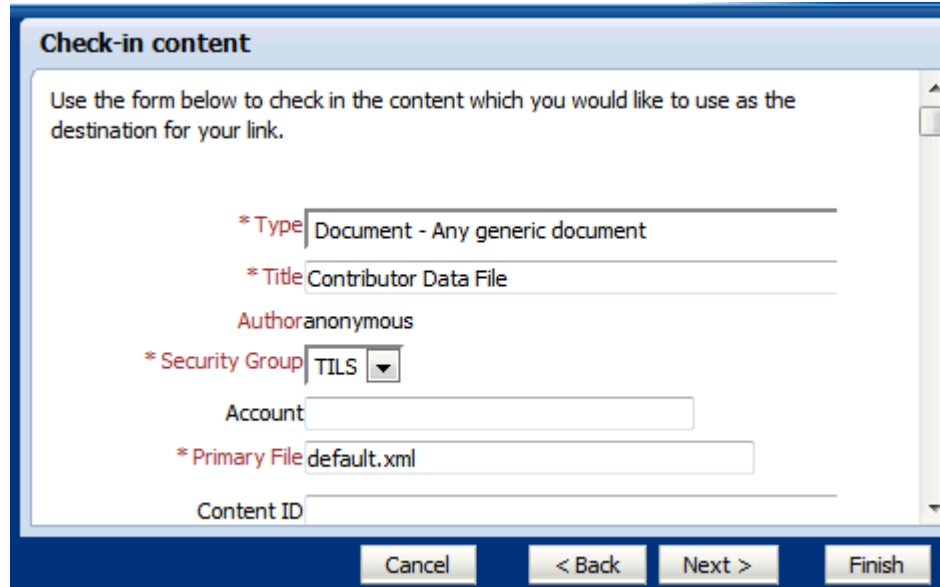 Check-in content
Use the form below to check in the content which you would like to use as the
destination for your link.
* Type Document - Any generic document
* Title Contributor Data File
Author anonymous
* Security Group TILS
Account
* Primary File default.xml
Content ID
Cancel < Back Next > Finish